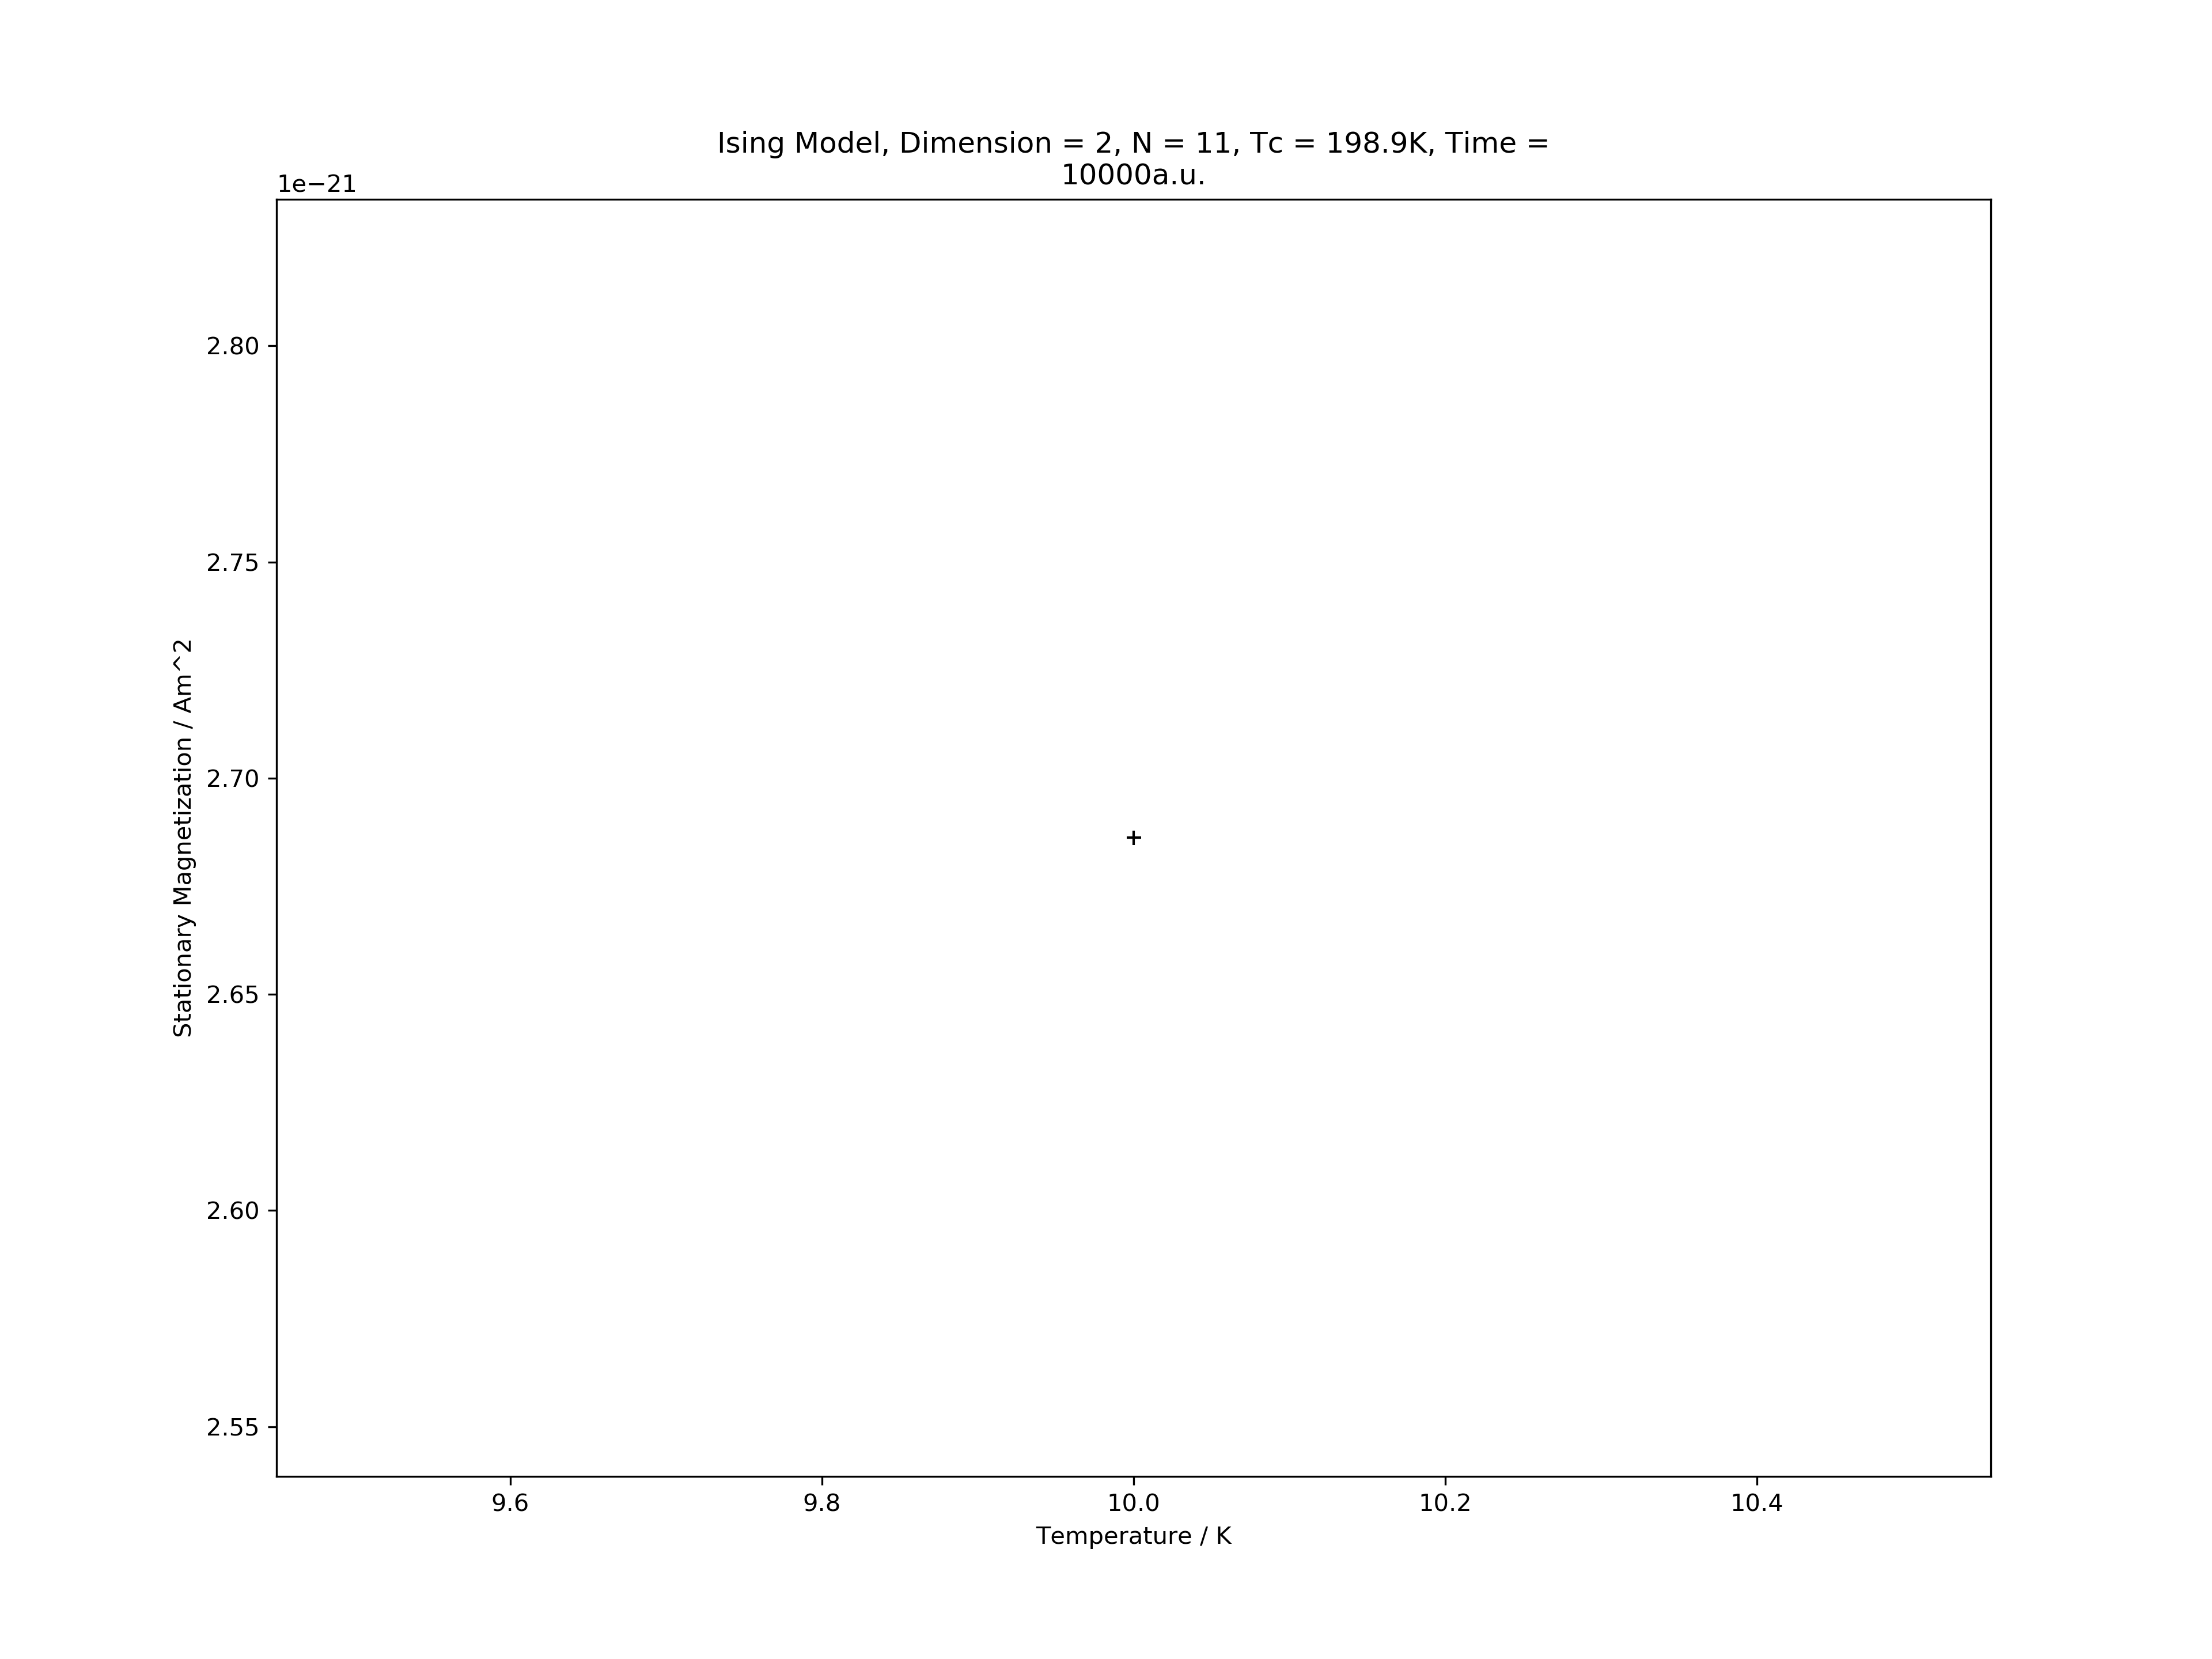 Ising Model, Dimension = 2, N = 11, Tc = 198.9K, Time =
10000a.u.
1e−21
2.80
2.75
2.70
2.65
2.60
2.55
Stationary Magnetization / Am^2
9.6
9.8
10.0
10.2
10.4
Temperature / K